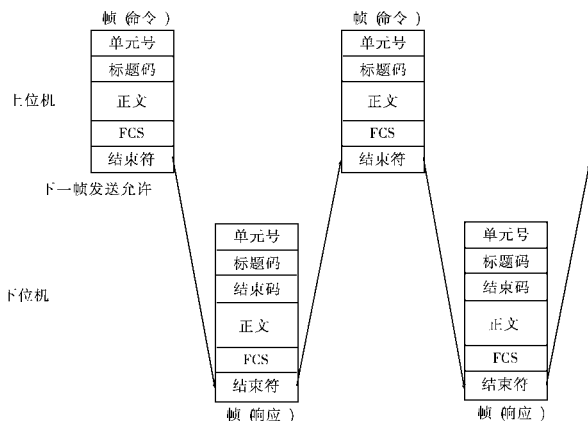 帧(命令)
单元号
标题码
正文
FCS
结束符
帧(命令)
单元号
标题码
正文
FCS
结束符
上位机
下一帧发送允许
单元号
标题码
结束码
正文
FCS
结束符
帧(响应)
单元号
标题码
结束码
正文
FCS
结束符
帧(响应)
下位机